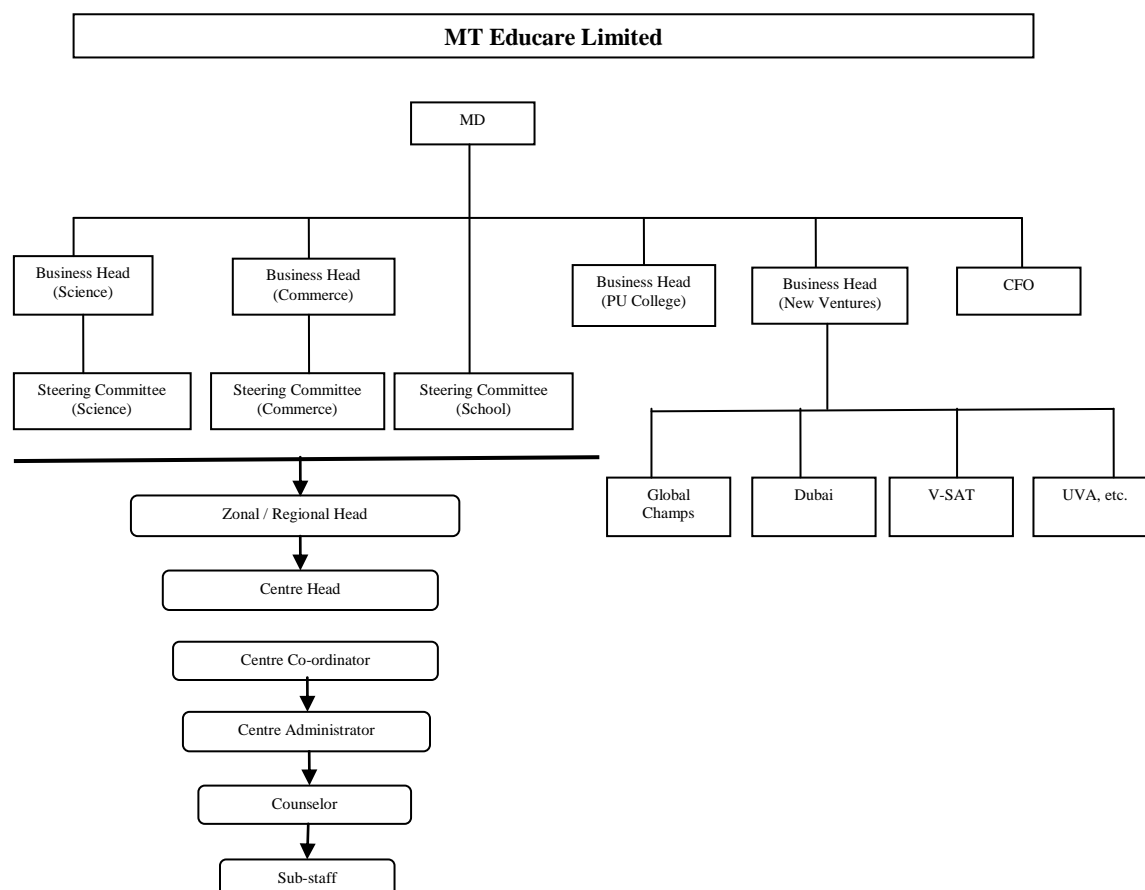 MT Educare Limited
MD
Business Head
(Science)
Business Head
(Commerce)
Business Head
(PU College)
Business Head
(New Ventures)
CFO
Steering Committee
(Science)
Steering Committee
(Commerce)
Steering Committee
(School)
Global
Champs
Dubai
V-SAT
UVA, etc.
Zonal / Regional Head
Centre Head
Centre Co-ordinator
Centre Administrator
Counselor
Sub-staff